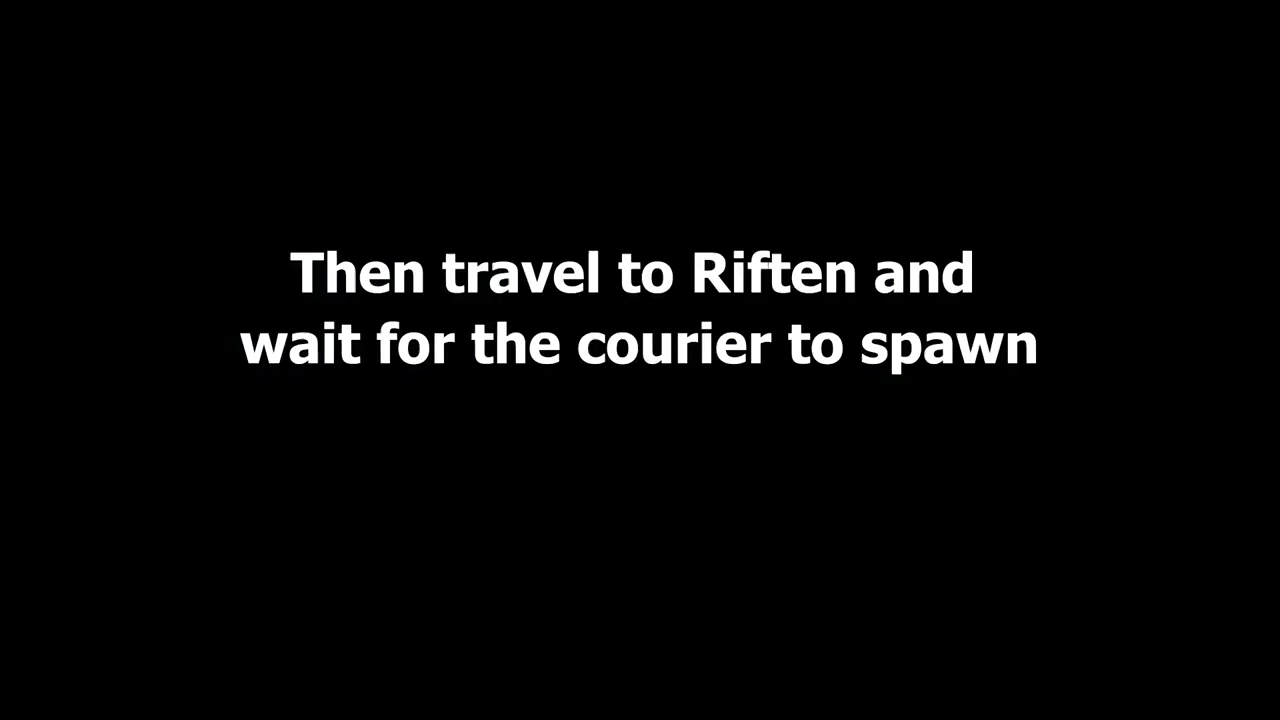 Then travel to Riften and
wait for the courier to spawn